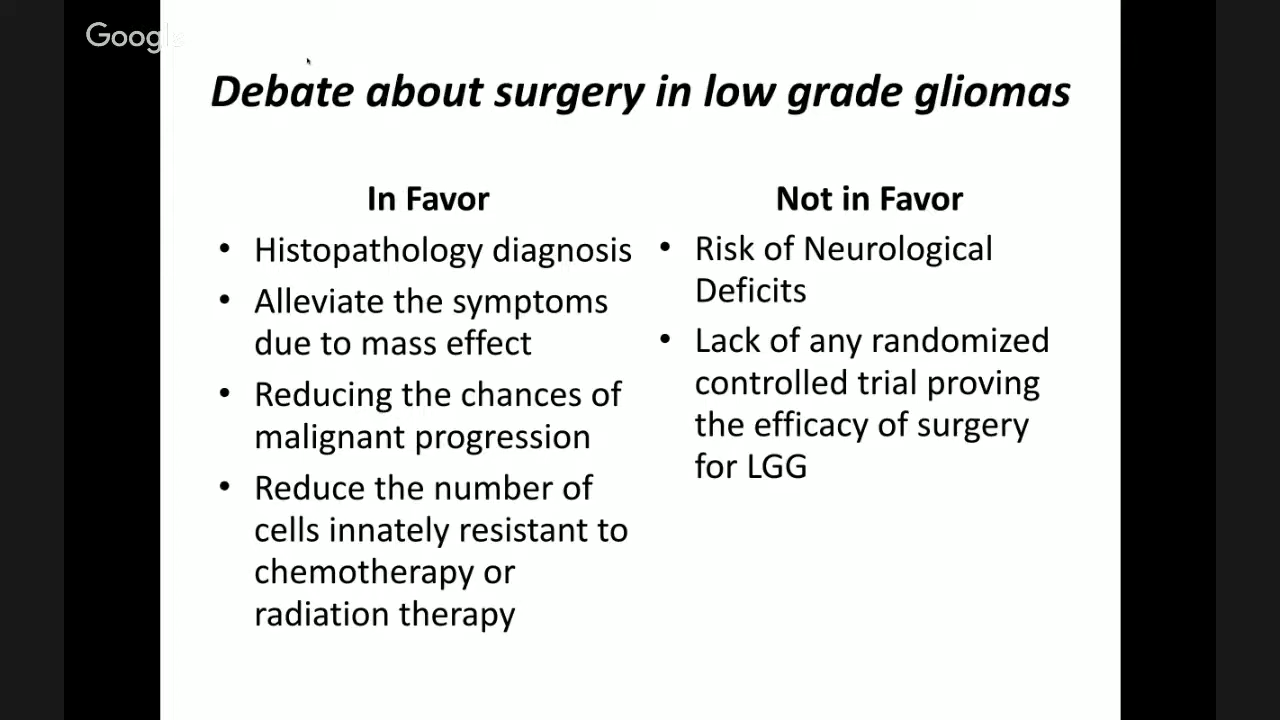 Google
Debate about surgery in low grade gliomas
In Favor
• Histopathology diagnosis
• Alleviate the symptoms
due to mass effect
• Reducing the chances of
malignant progression
• Reduce the number of
cells innately resistant to
chemotherapy or
radiation therapy
Not in Favor
• Risk of Neurological
Deficits
• Lack of any randomized
controlled trial proving
the efficacy of surgery
for LGG